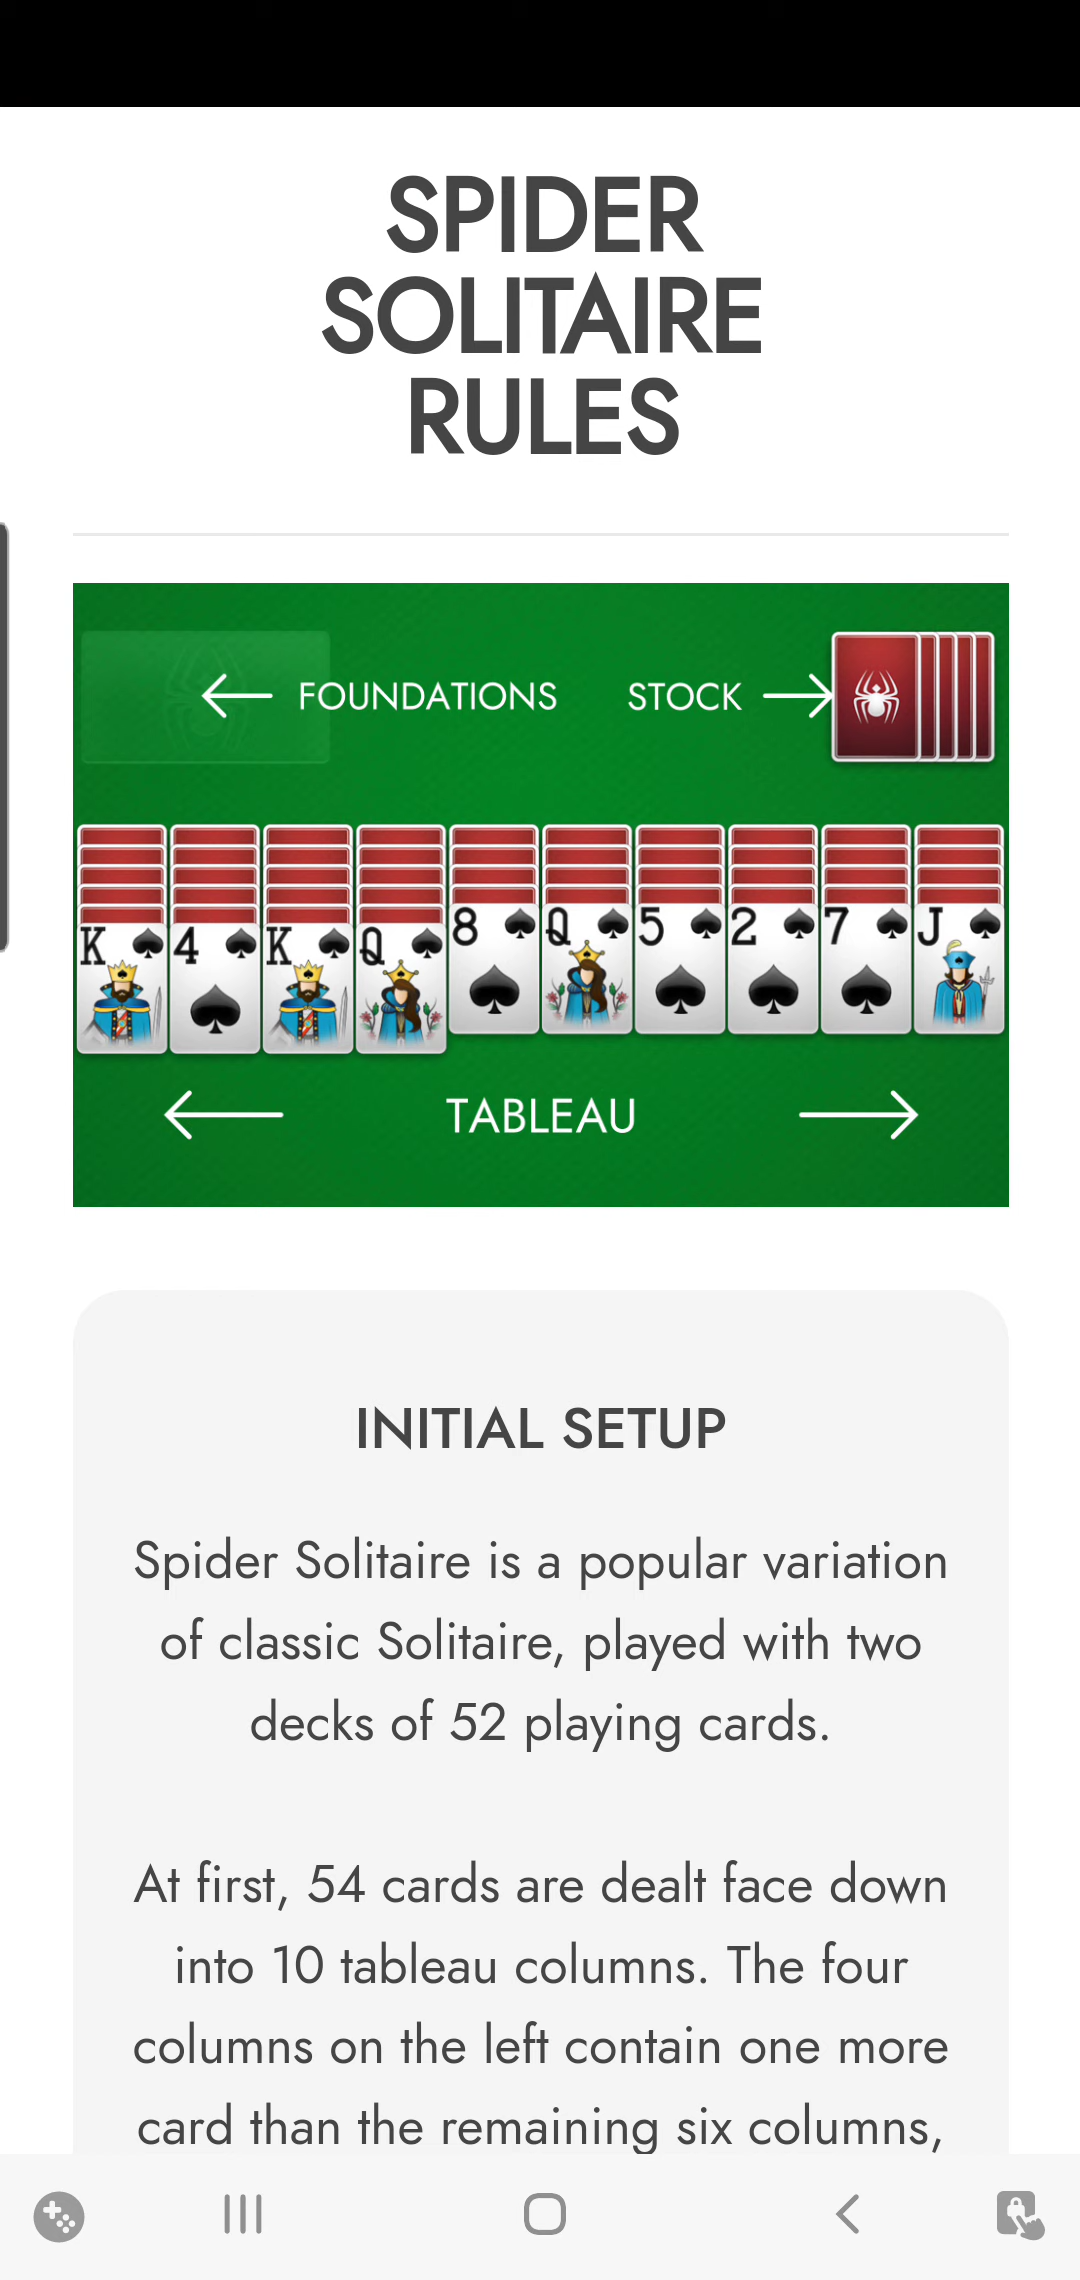 SPIDER
SOLITAIRE
RULES
FOUNDATIONS STOCK
K 4 K Q 8 Q 5 2 7 J
TABLEAU
INITIAL SETUP
Spider Solitaire is a popular variation
of classic Solitaire, played with two
decks of 52 playing cards.
At first, 54 cards are dealt face down
into 10 tableau columns. The four
columns on the left contain one more
card than the remaining six columns,